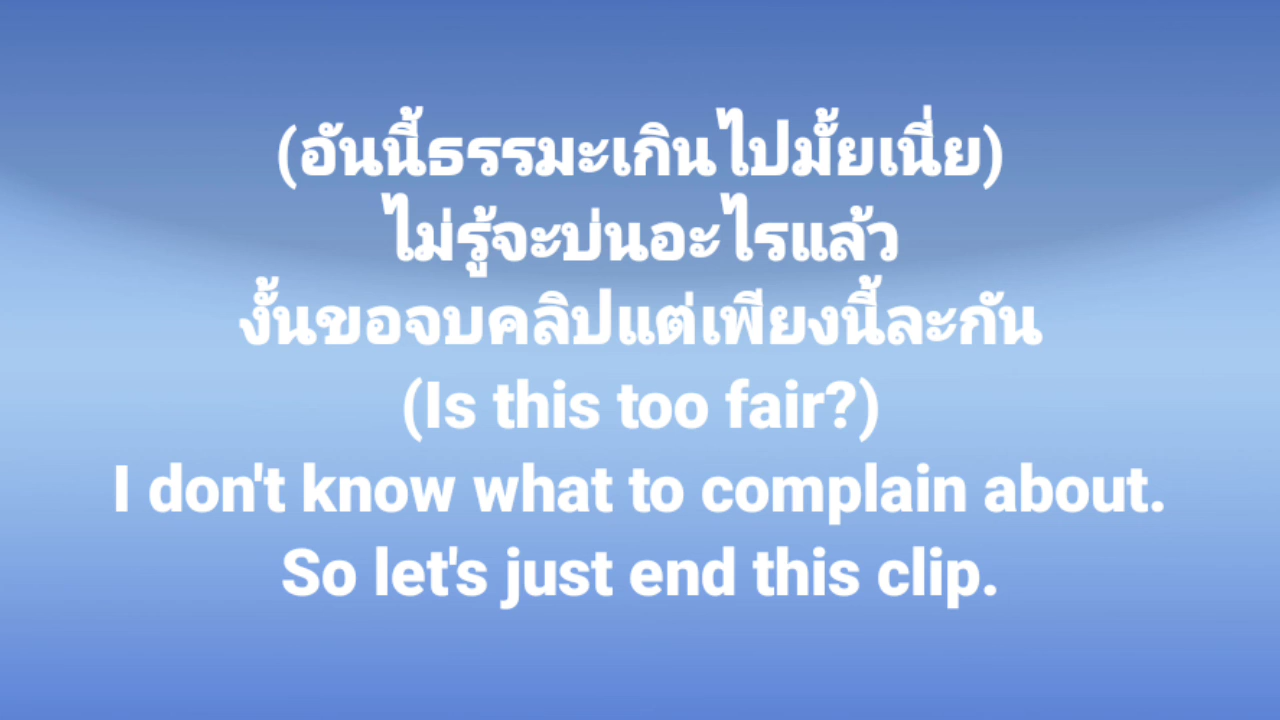 (อันนี้ธรรมะเกินไปมั้ยเนี่ย)
ไม่รู้จะบ่นอะไรแล้ว
งั้นขอจบคลิปแต่เพียงนี้ละกัน
(Is this too fair?)
I don't know what to complain about.
So let's just end this clip.